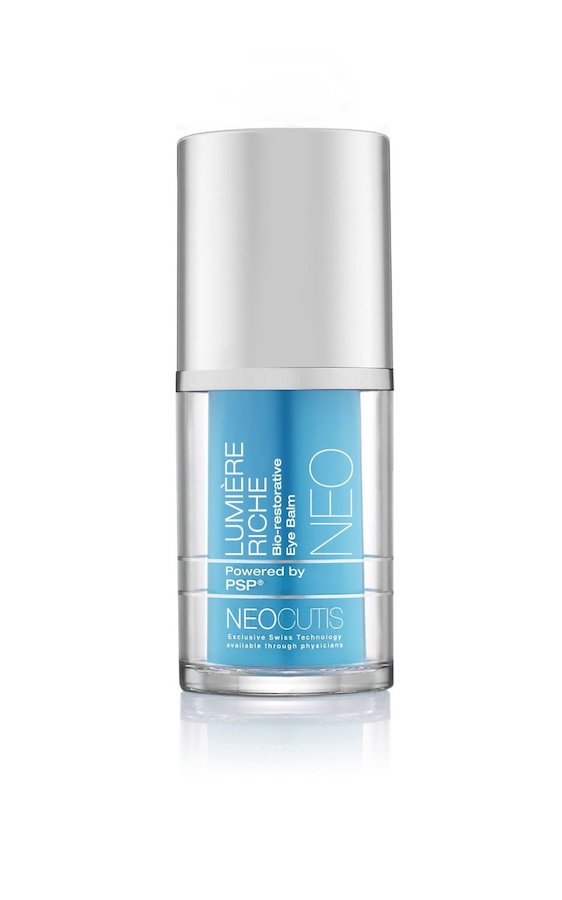 LUMIÈRE
RICHE
Bio-restorative
Eye Balm
NEO
Powered by
PSP®
NEOCUTIS
Exclusive Swiss Technology
available through physicians